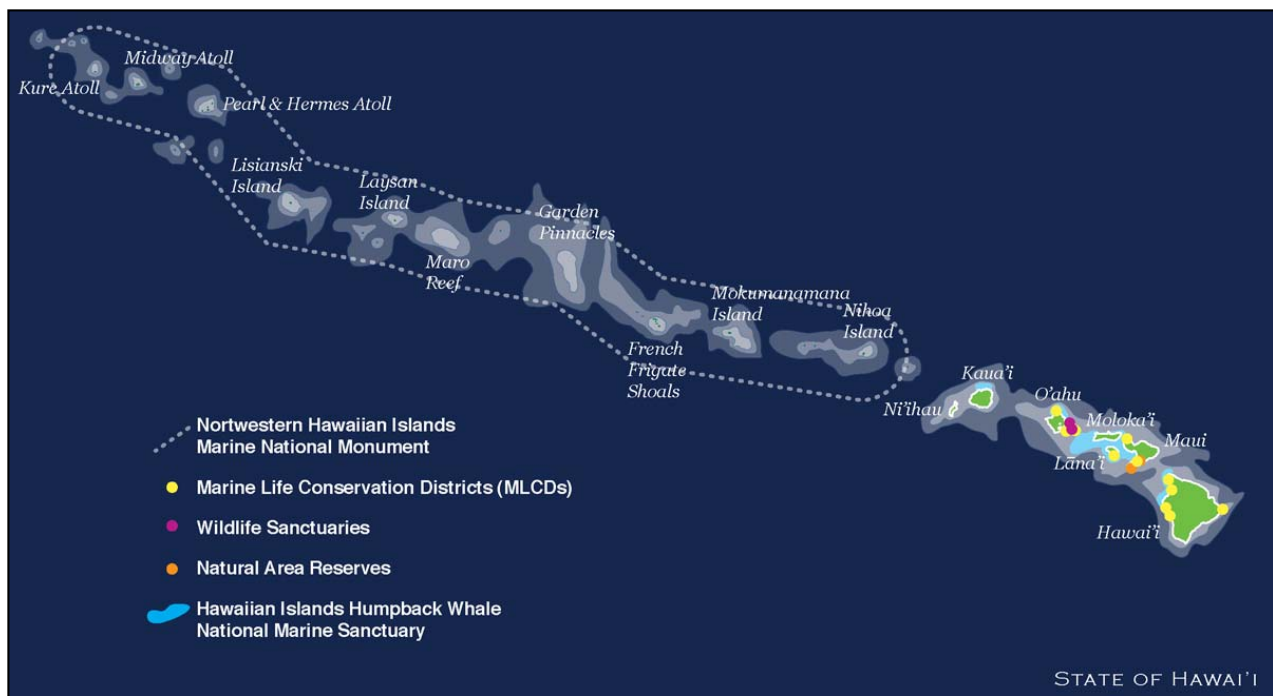 Midway Atoll
Kure Atoll
Pearl & Hermes Atoll
Lisianski
Island
Laysan
Island
Garden
Pinnacles
Maro
Reef
Mokumanamana
Island
Nihoa
Island
French
Frigate
Shoals
Kaua'i
Ni'ihau
O'ahu
Moloka'i
Maui
Lāna'i
Hawai'i
Nortwestern Hawaiian Islands
Marine National Monument
Marine Life Conservation Districts (MLCDs)
Wildlife Sanctuaries
Natural Area Reserves
Hawaiian Islands Humpback Whale
National Marine Sanctuary
STATE OF HAWAI'I